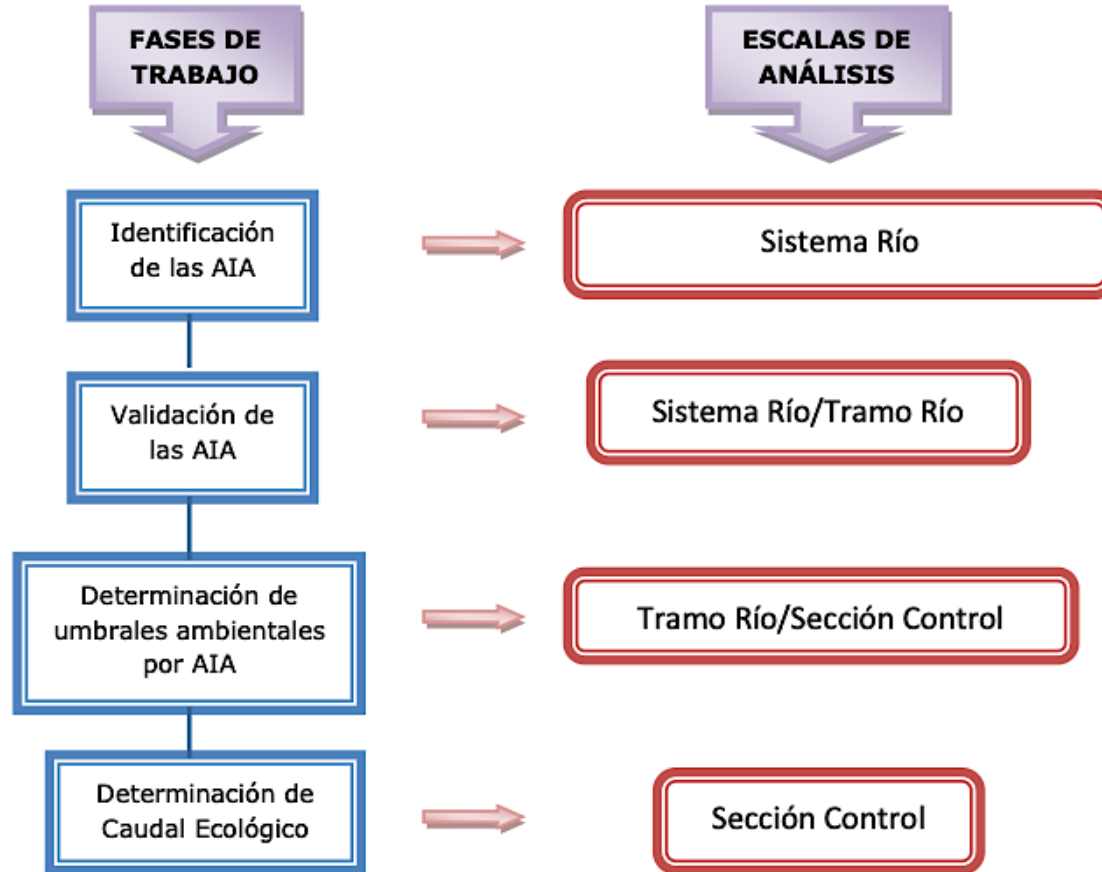 FASES DE
TRABAJO
ESCALAS DE
ANÁLISIS
Identificación
de las AIA
Sistema Río
Validación de
las AIA
Sistema Río/Tramo Río
Determinación de
umbrales ambientales
por AIA
Tramo Río/Sección Control
Determinación de
Caudal Ecológico
Sección Control